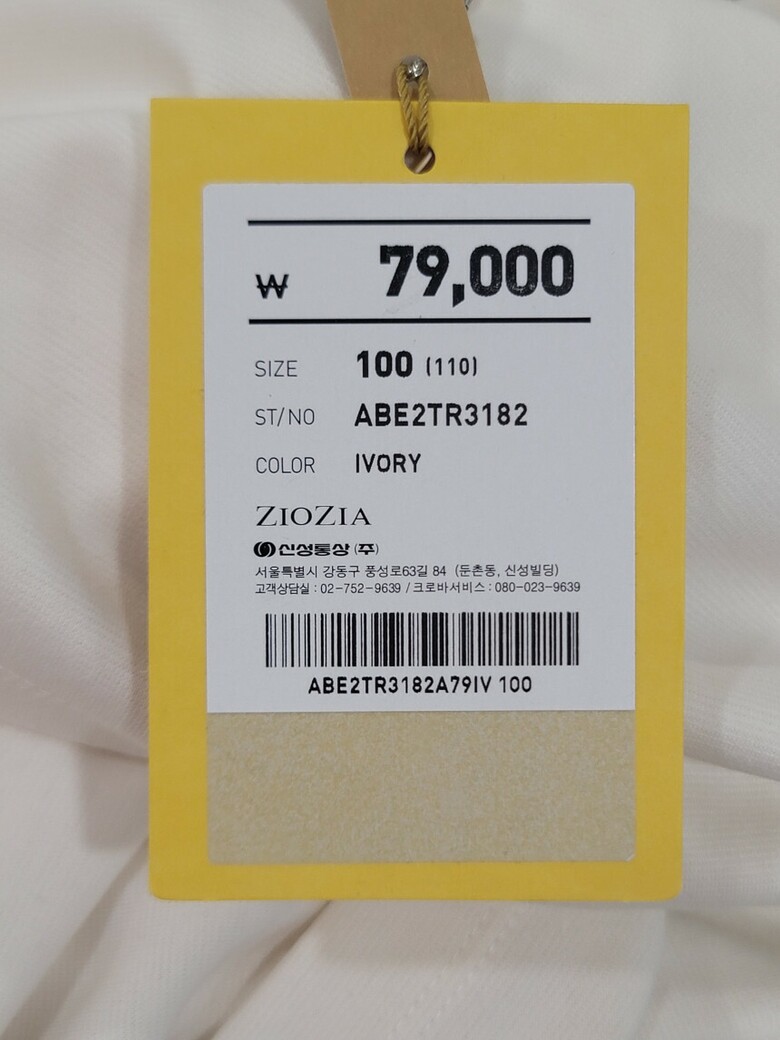 ₩ 79,000
SIZE 100 (110)
ST/NO ABE2TR3182
COLOR IVORY
ZIOZIA
신성통상 (주)
서울특별시 강동구 풍성로63길 84 (둔촌동, 신성빌딩)
고객상담실 : 02-752-9639 / 크로바서비스 : 080-023-9639
ABE2TR3182A79IV 100